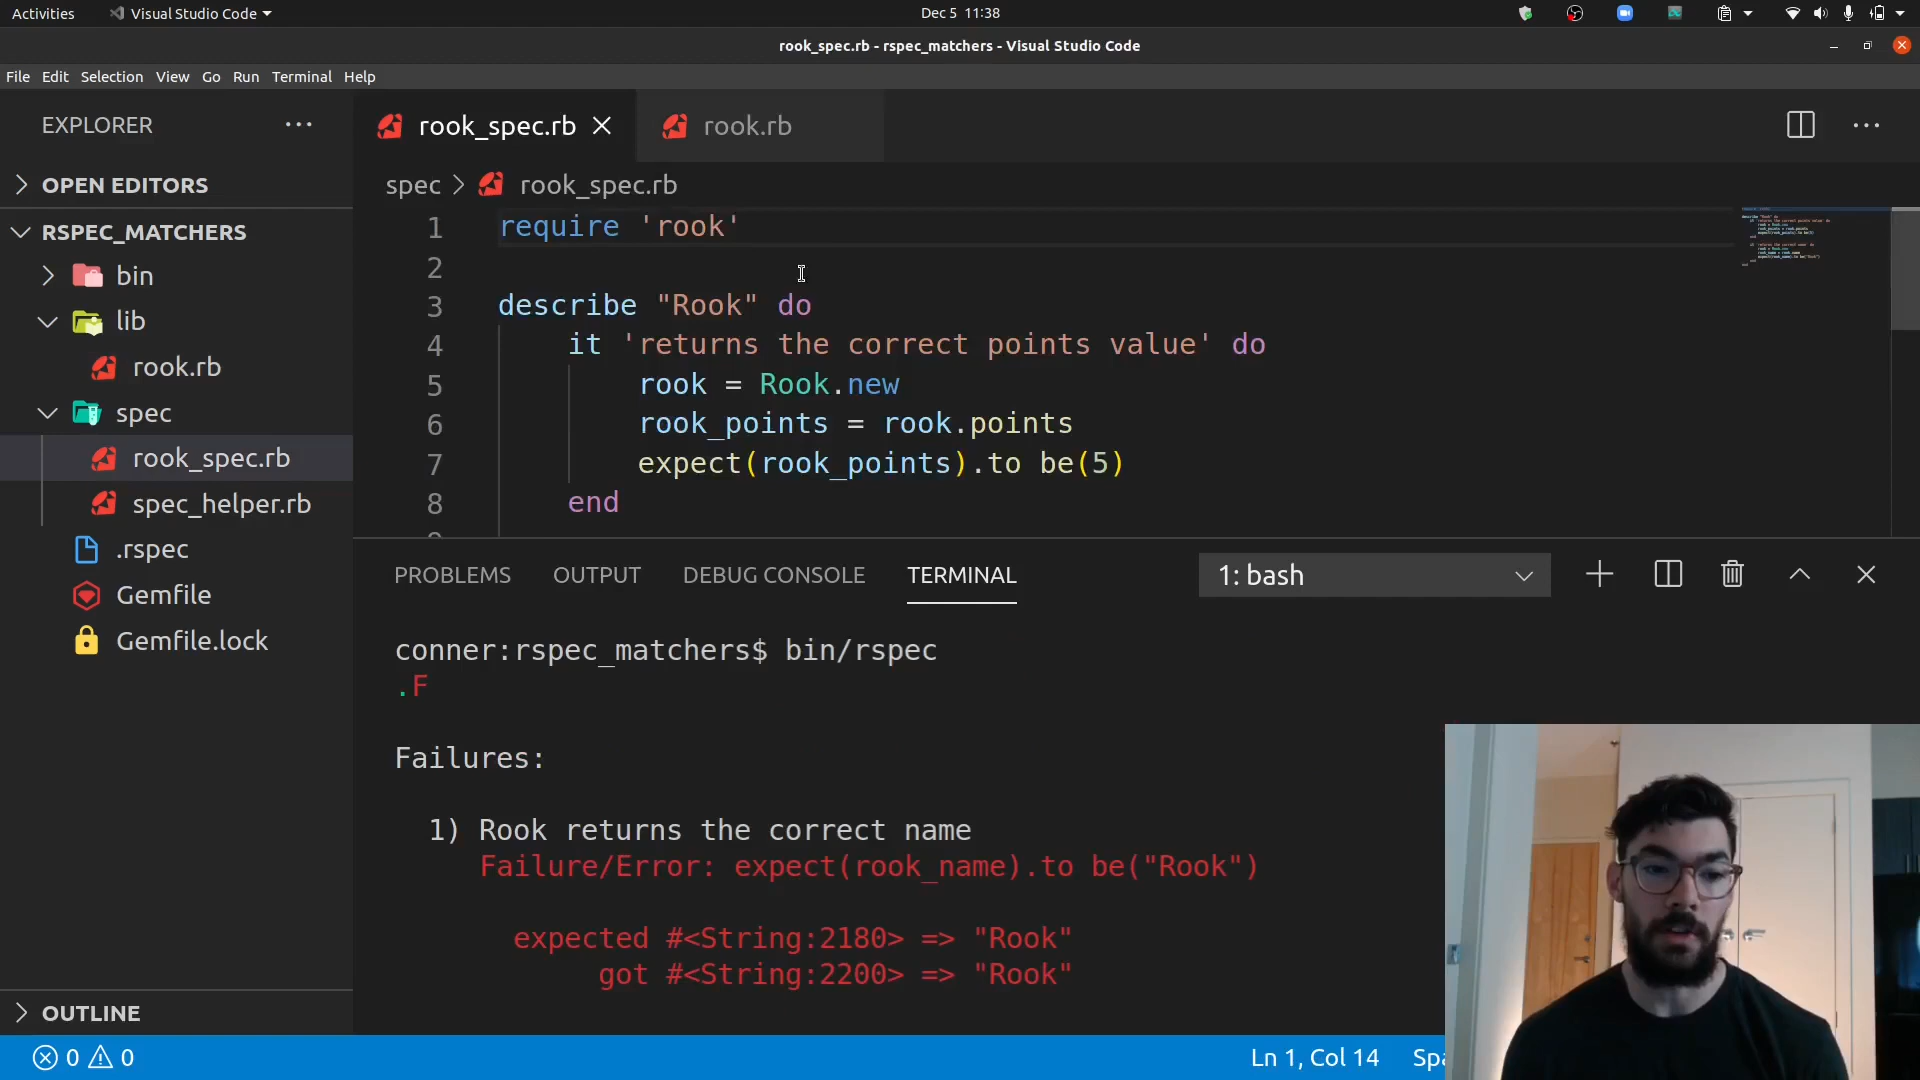 Activities Visual Studio Code Dec 5 11:38
rook_spec.rb - rspec_matchers - Visual Studio Code
File Edit Selection View Go Run Terminal Help
EXPLORER
OPEN EDITORS
RSPEC_MATCHERS
bin
lib
rook.rb
spec
rook_spec.rb
spec_helper.rb
.rspec
Gemfile
Gemfile.lock
OUTLINE
rook_spec.rb rook.rb
spec > rook_spec.rb
1 require 'rook'
2
3 describe "Rook" do
4 it 'returns the correct points value' do
5 rook = Rook.new
6 rook_points = rook.points
7 expect(rook_points).to be(5)
8 end
PROBLEMS OUTPUT DEBUG CONSOLE TERMINAL 1: bash
conner:rspec_matchers$ bin/rspec
.F
Failures:
1) Rook returns the correct name
Failure/Error: expect(rook_name).to be("Rook")
expected #<String:2180> => "Rook"
got #<String:2200> => "Rook"
0 0 Ln 1, Col 14